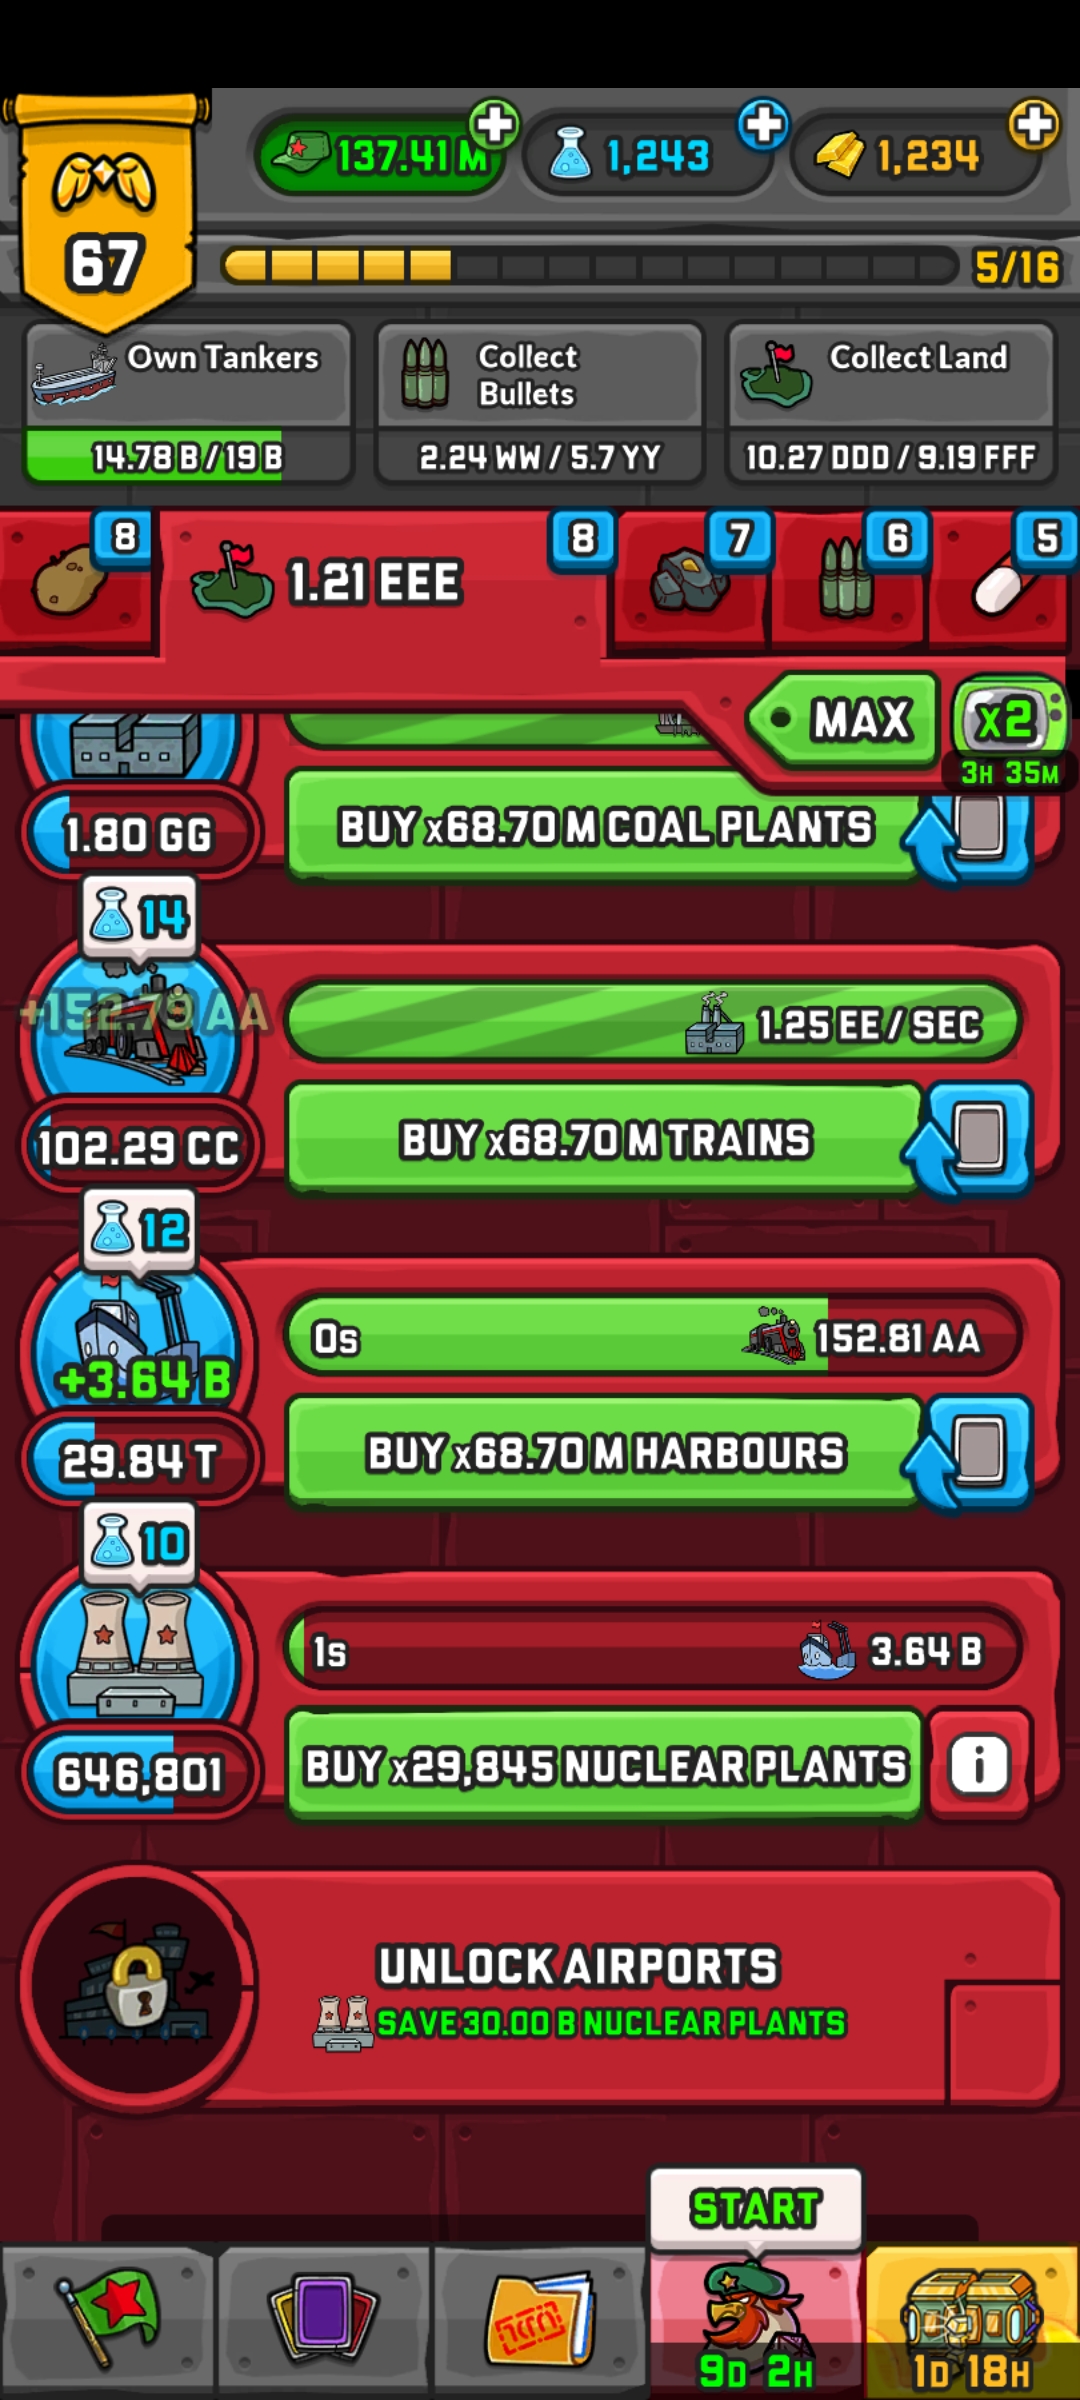 137.41 M
1,243
1,234
67
5/16
Own Tankers
14.78 B / 19 B
Collect
Bullets
2.24 WW / 5.7 YY
Collect Land
10.27 DDD / 9.19 FFF
8
1.21 EEE
8
7
6
5
MAX
x2
3H 35M
1.80 GG
BUY x68.70 M COAL PLANTS
14
+152.79 AA
1.25 EE / SEC
102.29 CC
BUY x68.70 M TRAINS
12
+3.64 B
0s
152.81 AA
29.84 T
BUY x68.70 M HARBOURS
10
1s
3.64 B
646,801
BUY x29,845 NUCLEAR PLANTS
i
UNLOCK AIRPORTS
SAVE 30.00 B NUCLEAR PLANTS
START
9D 2H
1D 18H